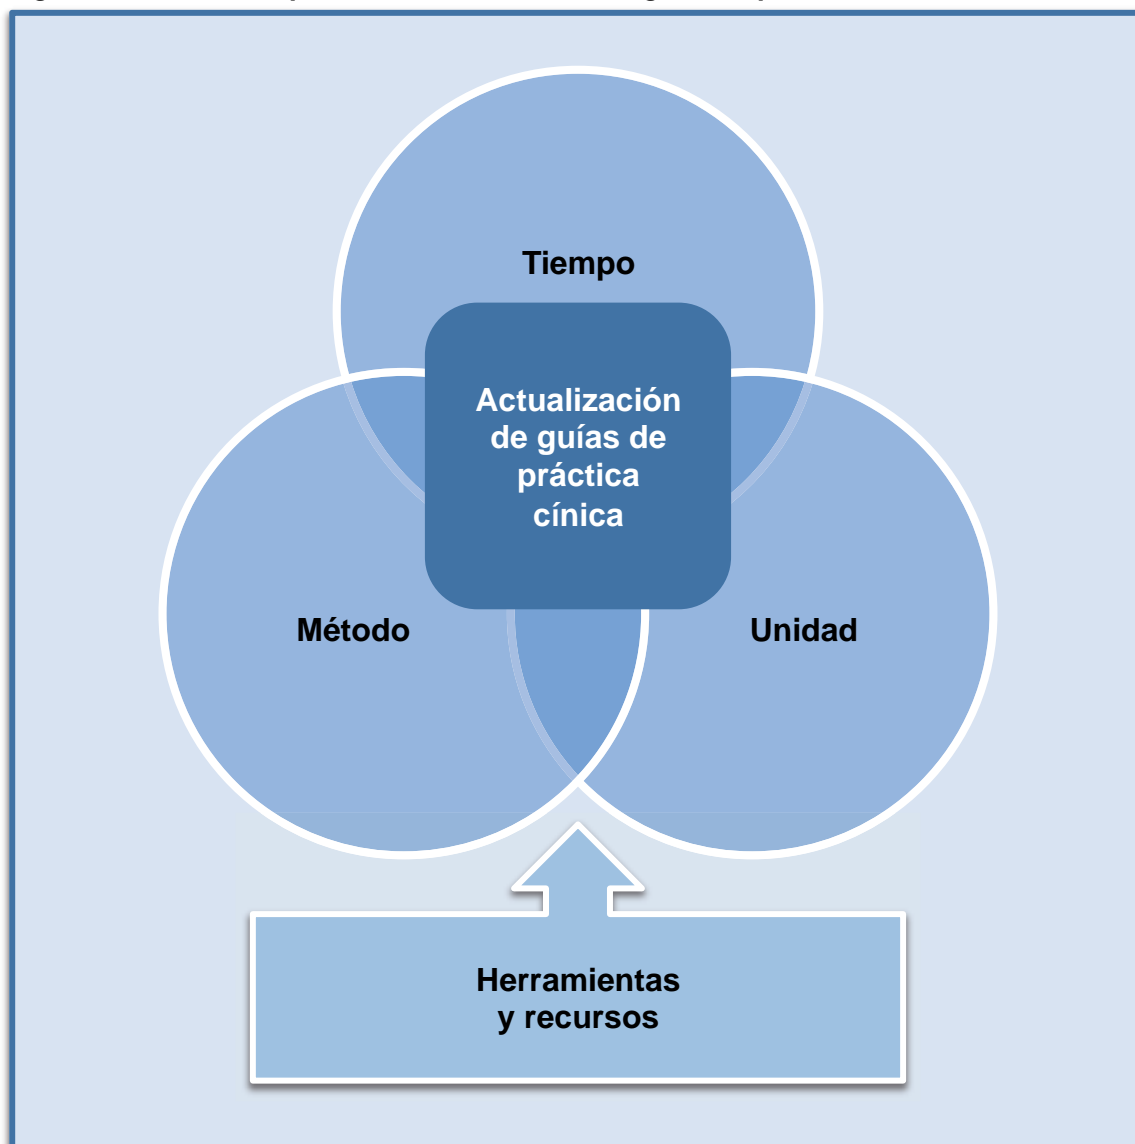 Tiempo
Actualización
de guías de
práctica
cínica
Método
Unidad
Herramientas
y recursos